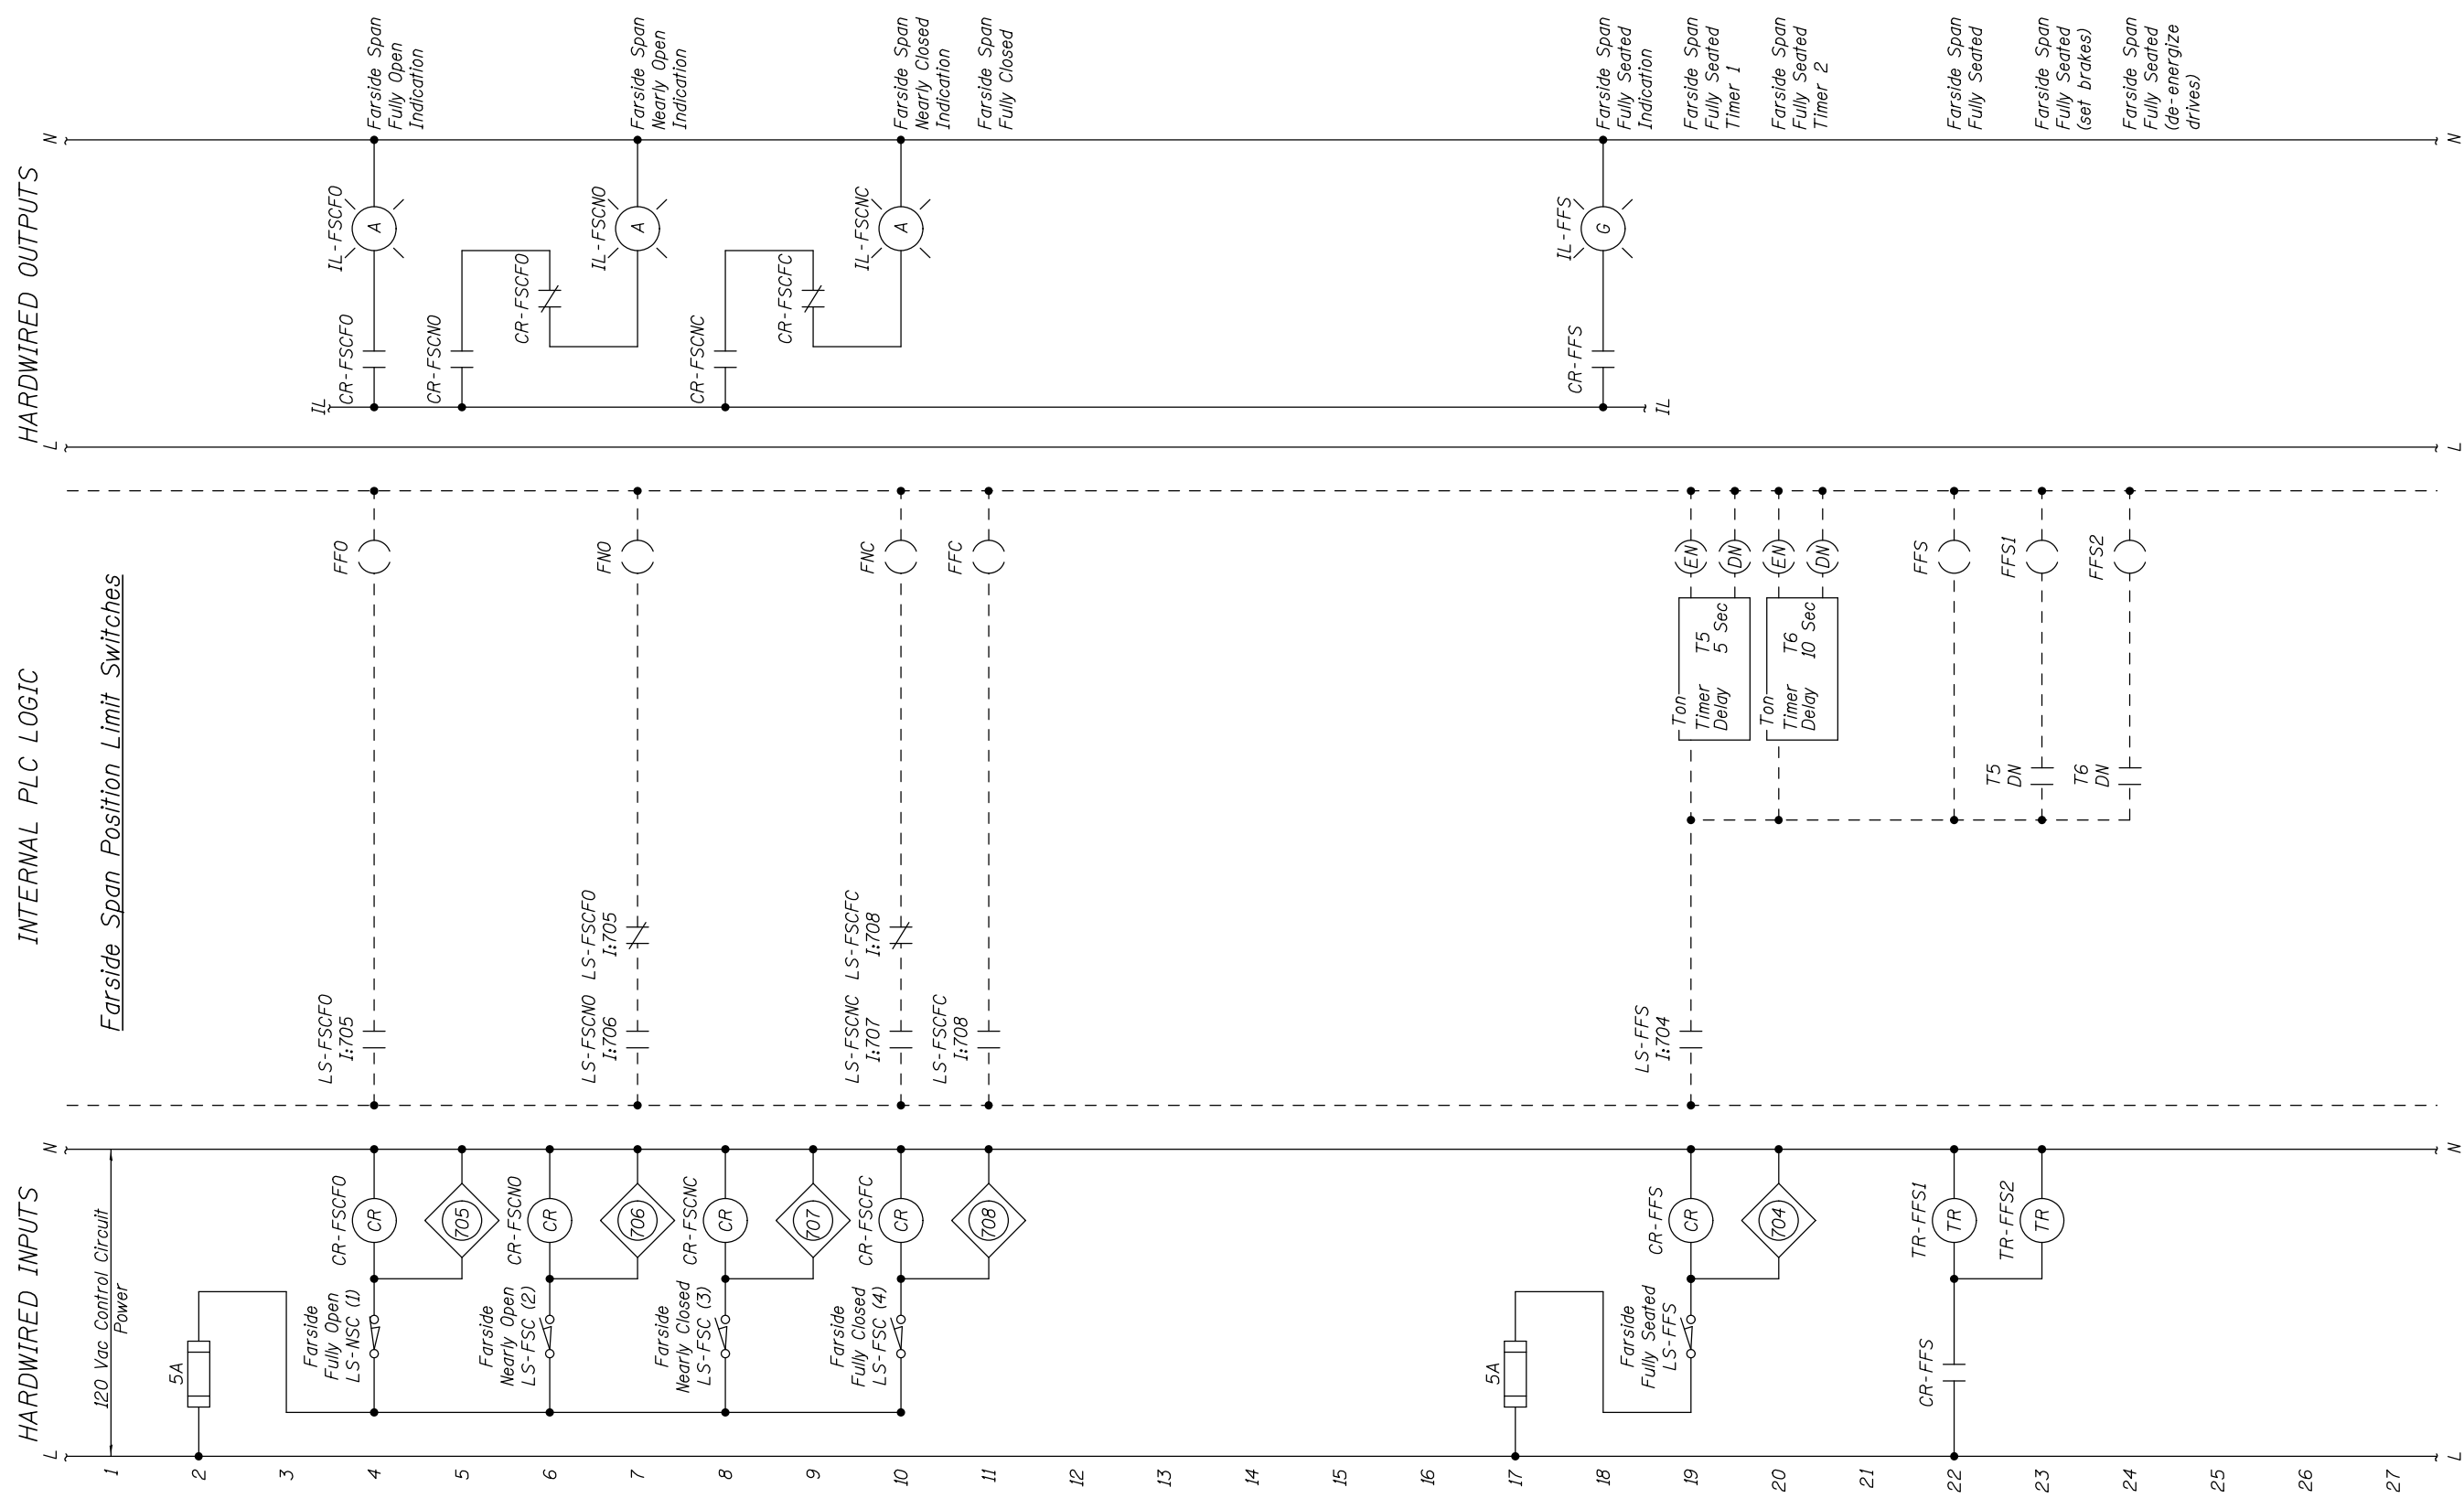 HARDWIRED INPUTS
INTERNAL PLC LOGIC
HARDWIRED OUTPUTS
L
N
L
N
Farside Span Position Limit Switches
1
120 Vac Control Circuit
Power
2
5A
3
IL
4
Farside
Fully Open
LS-NSC (1)
CR-FSCFO
CR
LS-FSCFO
I:705
FFO
CR-FSCFO
IL-FSCFO
A
Farside Span
Fully Open
Indication
5
705
CR-FSCNO
6
Farside
Nearly Open
LS-FSC (2)
CR-FSCNO
CR
CR-FSCFO
7
706
LS-FSCNO
I:706
LS-FSCFO
I:705
FNO
IL-FSCNO
A
Farside Span
Nearly Open
Indication
8
Farside
Nearly Closed
LS-FSC (3)
CR-FSCNC
CR
CR-FSCNC
9
707
CR-FSCFC
10
Farside
Fully Closed
LS-FSC (4)
CR-FSCFC
CR
LS-FSCNC
I:707
LS-FSCFC
I:708
FNC
IL-FSCNC
A
Farside Span
Nearly Closed
Indication
11
708
LS-FSCFC
I:708
FFC
Farside Span
Fully Closed
12
13
14
15
16
17
5A
18
CR-FFS
IL-FFS
G
Farside Span
Fully Seated
Indication
19
Farside
Fully Seated
LS-FFS
CR-FFS
CR
LS-FFS
I:704
Ton
Timer T5
Delay 5 Sec
EN
DN
IL
Farside Span
Fully Seated
Timer 1
20
704
Ton
Timer T6
Delay 10 Sec
EN
DN
Farside Span
Fully Seated
Timer 2
21
22
CR-FFS
TR-FFS1
TR
FFS
Farside Span
Fully Seated
23
TR-FFS2
TR
T5
DN
FFS1
Farside Span
Fully Seated
(set brakes)
24
T6
DN
FFS2
Farside Span
Fully Seated
(de-energize
drives)
25
26
27
L
N
L
N